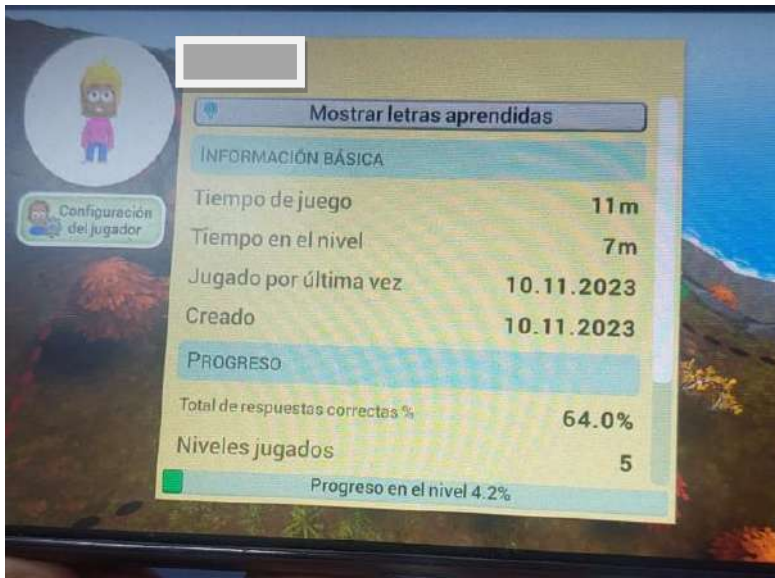 Mostrar letras aprendidas
INFORMACIÓN BÁSICA
Configuración
del jugador
Tiempo de juego 11m
Tiempo en el nivel 7m
Jugado por última vez 10.11.2023
Creado 10.11.2023
PROGRESO
Total de respuestas correctas % 64.0%
Niveles jugados 5
Progreso en el nivel 4.2%